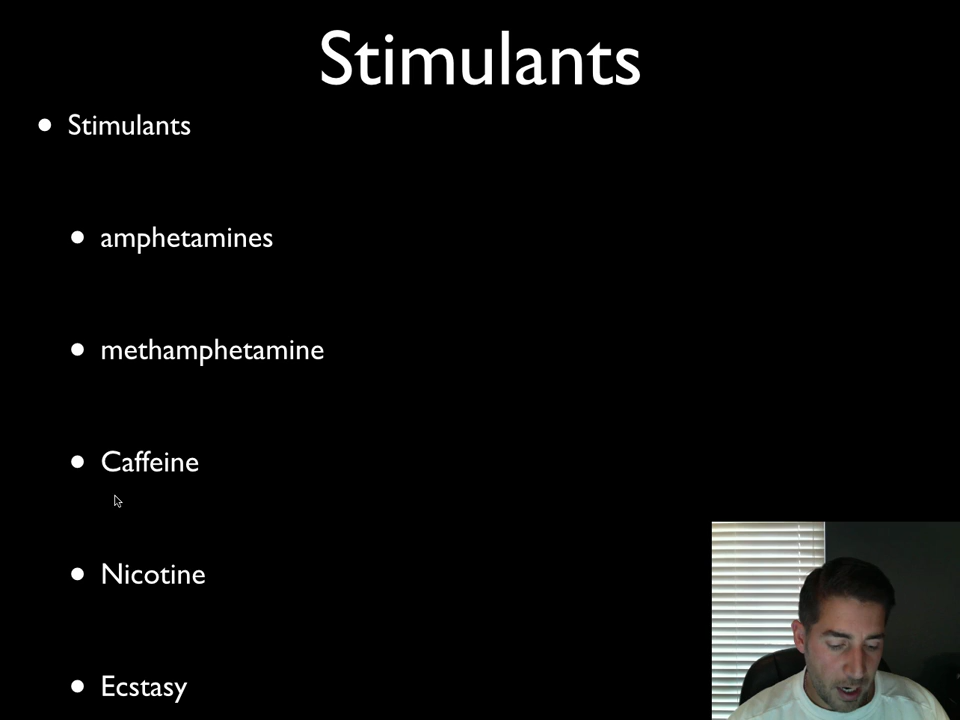 Stimulants
• Stimulants
• amphetamines
• methamphetamine
• Caffeine
• Nicotine
• Ecstasy